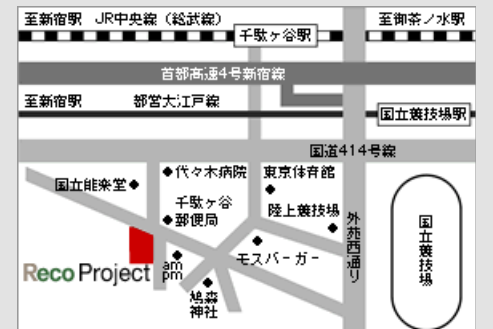 至新宿駅 JR中央線（総武線） 至御茶ノ水駅
千駄ヶ谷駅
首都高速4号新宿線
至新宿駅 都営大江戸線
国立競技場駅
国道414号線
代々木病院 東京体育館
国立能楽堂
千駄ヶ谷
郵便局
陸上競技場
外苑西通り
国立競技場
モスバーガー
Reco Project
am
pm
鳩森
神社